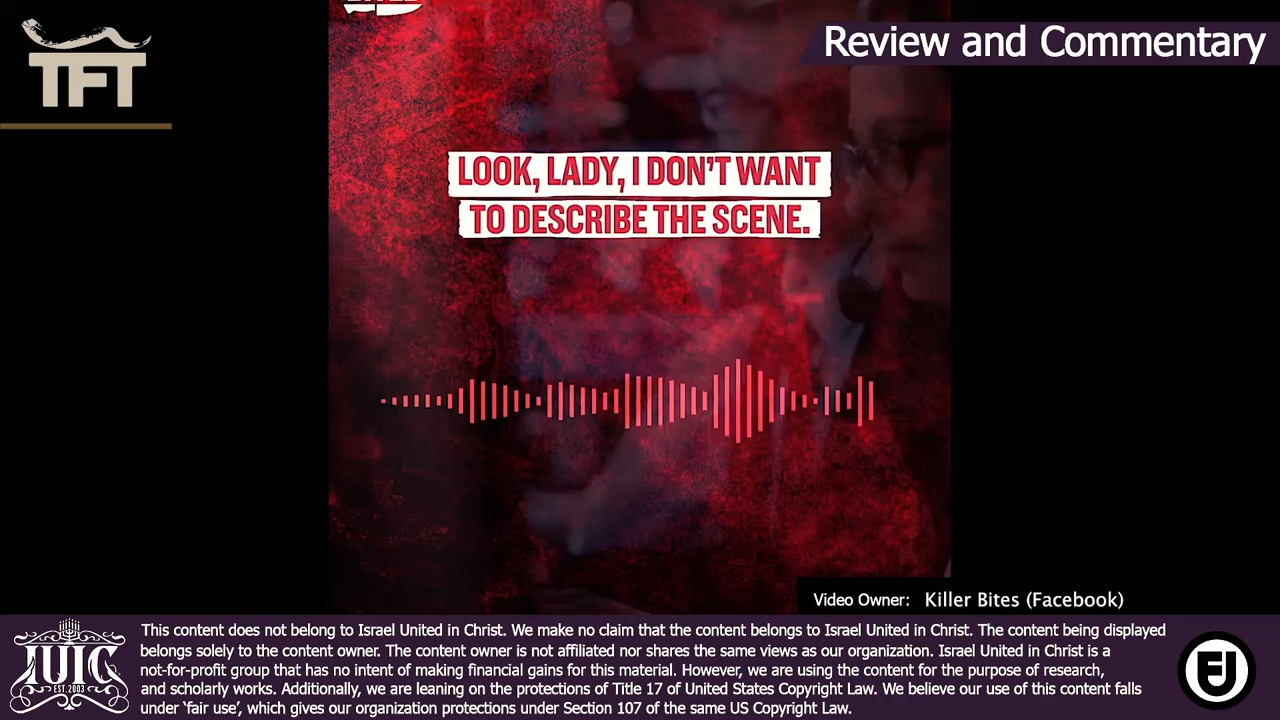 TFT
Review and Commentary
LOOK, LADY, I DON'T WANT
TO DESCRIBE THE SCENE.
Video Owner: Killer Bites (Facebook)
IUIC
EST. 2003
This content does not belong to Israel United in Christ. We make no claim that the content belongs to Israel United in Christ. The content being displayed
belongs solely to the content owner. The content owner is not affiliated nor shares the same views as our organization. Israel United in Christ is a
not-for-profit group that has no intent of making financial gains for this material. However, we are using the content for the purpose of research,
and scholarly works. Additionally, we are leaning on the protections of Title 17 of United States Copyright Law. We believe our use of this content falls
under ‘fair use’, which gives our organization protections under Section 107 of the same US Copyright Law.